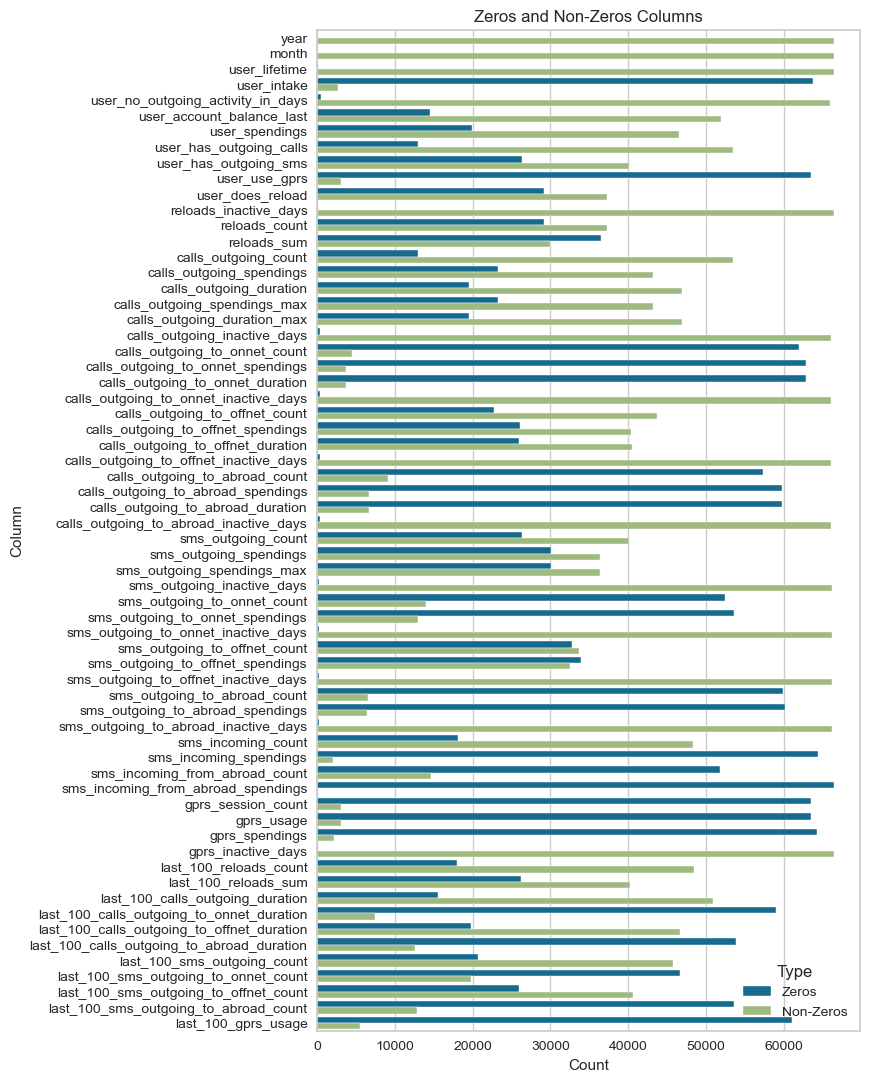 Zeros and Non-Zeros Columns
year
month
user_lifetime
user_intake
user_no_outgoing_activity_in_days
user_account_balance_last
user_spendings
user_has_outgoing_calls
user_has_outgoing_sms
user_use_gprs
user_does_reload
reloads_inactive_days
reloads_count
reloads_sum
calls_outgoing_count
calls_outgoing_spendings
calls_outgoing_duration
calls_outgoing_spendings_max
calls_outgoing_duration_max
calls_outgoing_inactive_days
calls_outgoing_to_onnet_count
calls_outgoing_to_onnet_spendings
calls_outgoing_to_onnet_duration
calls_outgoing_to_onnet_inactive_days
calls_outgoing_to_offnet_count
calls_outgoing_to_offnet_spendings
calls_outgoing_to_offnet_duration
calls_outgoing_to_offnet_inactive_days
calls_outgoing_to_abroad_count
calls_outgoing_to_abroad_spendings
calls_outgoing_to_abroad_duration
calls_outgoing_to_abroad_inactive_days
sms_outgoing_count
sms_outgoing_spendings
sms_outgoing_spendings_max
sms_outgoing_inactive_days
sms_outgoing_to_onnet_count
sms_outgoing_to_onnet_spendings
sms_outgoing_to_onnet_inactive_days
sms_outgoing_to_offnet_count
sms_outgoing_to_offnet_spendings
sms_outgoing_to_offnet_inactive_days
sms_outgoing_to_abroad_count
sms_outgoing_to_abroad_spendings
sms_outgoing_to_abroad_inactive_days
sms_incoming_count
sms_incoming_spendings
sms_incoming_from_abroad_count
sms_incoming_from_abroad_spendings
gprs_session_count
gprs_usage
gprs_spendings
gprs_inactive_days
last_100_reloads_count
last_100_reloads_sum
last_100_calls_outgoing_duration
last_100_calls_outgoing_to_onnet_duration
last_100_calls_outgoing_to_offnet_duration
last_100_calls_outgoing_to_abroad_duration
last_100_sms_outgoing_count
last_100_sms_outgoing_to_onnet_count
last_100_sms_outgoing_to_offnet_count
last_100_sms_outgoing_to_abroad_count
last_100_gprs_usage
Column
Type
Zeros
Non-Zeros
0 10000 20000 30000 40000 50000 60000
Count